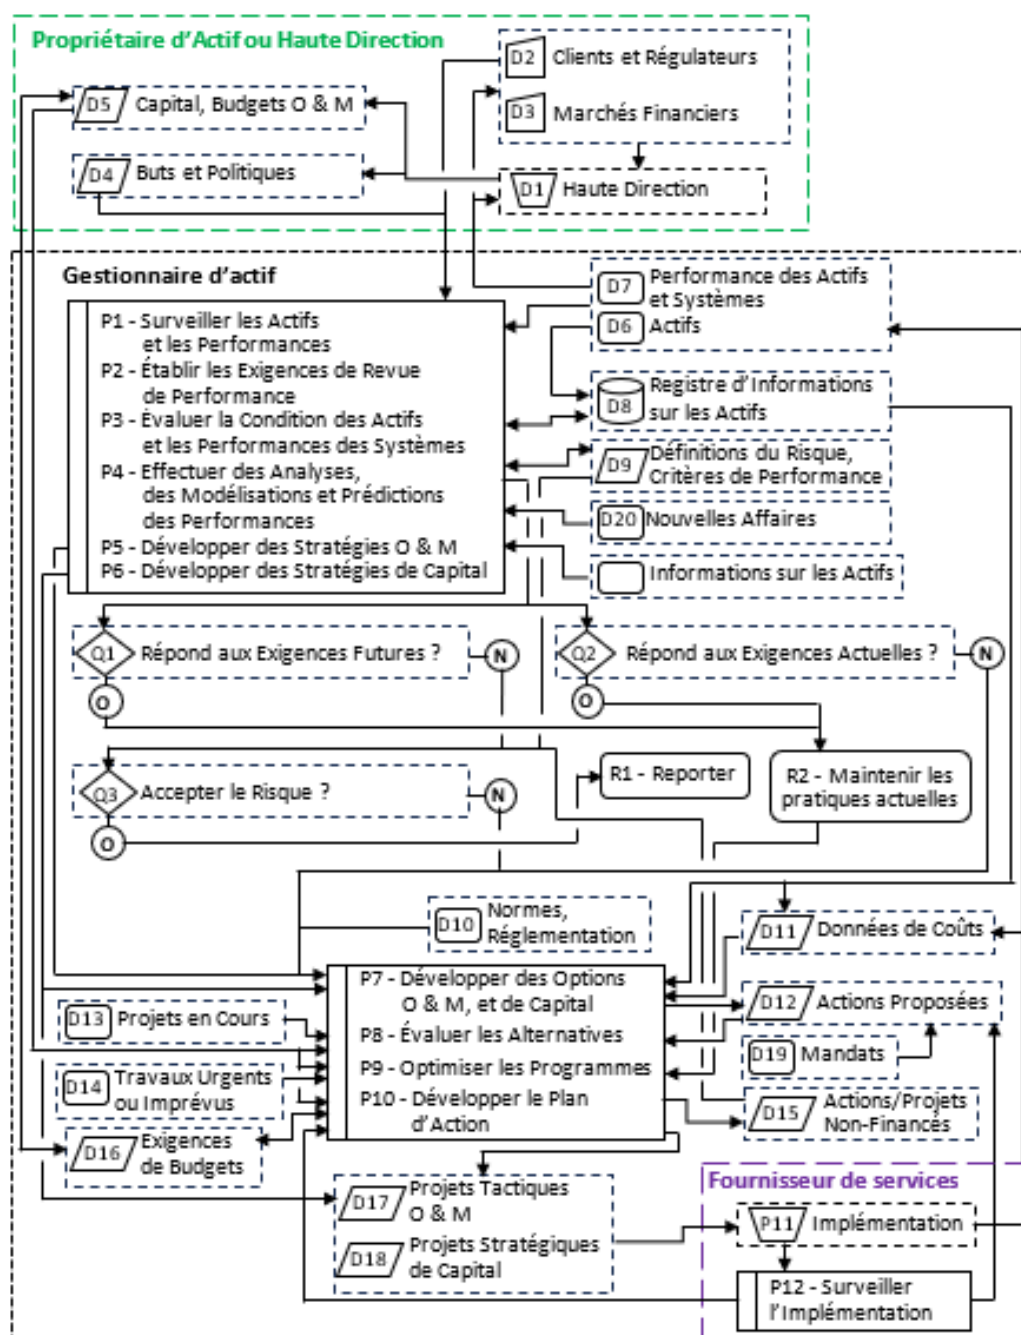 Propriétaire d'Actif ou Haute Direction
D2 Clients et Régulateurs
D5 Capital, Budgets O & M
D3 Marchés Financiers
D4 Buts et Politiques
D1 Haute Direction
Gestionnaire d'actif
D7 Performance des Actifs
et Systèmes
D6 Actifs
P1 - Surveiller les Actifs
et les Performances
P2 - Établir les Exigences de Revue
de Performance
P3 - Évaluer la Condition des Actifs
et les Performances des Systèmes
P4 - Effectuer des Analyses,
des Modélisations et Prédictions
des Performances
P5 - Développer des Stratégies O & M
P6 - Développer des Stratégies de Capital
D8 Registre d'Informations
sur les Actifs
D9 Définitions du Risque,
Critères de Performance
D20 Nouvelles Affaires
Informations sur les Actifs
Q1 Répond aux Exigences Futures ? N
O
Q2 Répond aux Exigences Actuelles ? N
O
Q3 Accepter le Risque ? N
O
R1 - Reporter
R2 - Maintenir les
pratiques actuelles
D10 Normes,
Réglementation
D11 Données de Coûts
P7 - Développer des Options
O & M, et de Capital
P8 - Évaluer les Alternatives
P9 - Optimiser les Programmes
P10 - Développer le Plan
d'Action
D12 Actions Proposées
D13 Projets en Cours
D19 Mandats
D14 Travaux Urgents
ou Imprévus
D15 Actions/Projets
Non-Financés
D16 Exigences
de Budgets
D17 Projets Tactiques
O & M
D18 Projets Stratégiques
de Capital
Fournisseur de services
P11 Implémentation
P12 - Surveiller
l'Implémentation